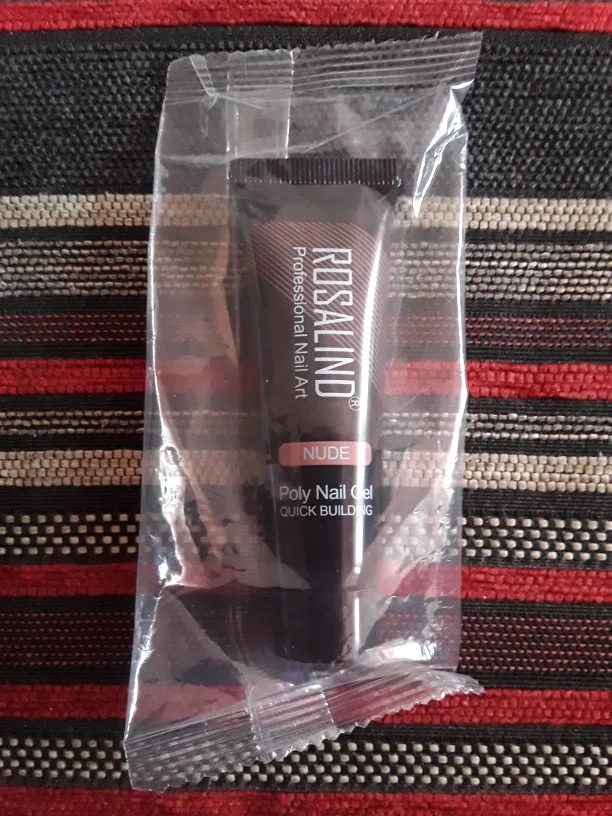 ROSALIND®
Professional Nail Art
NUDE
Poly Nail Gel
QUICK BUILDING